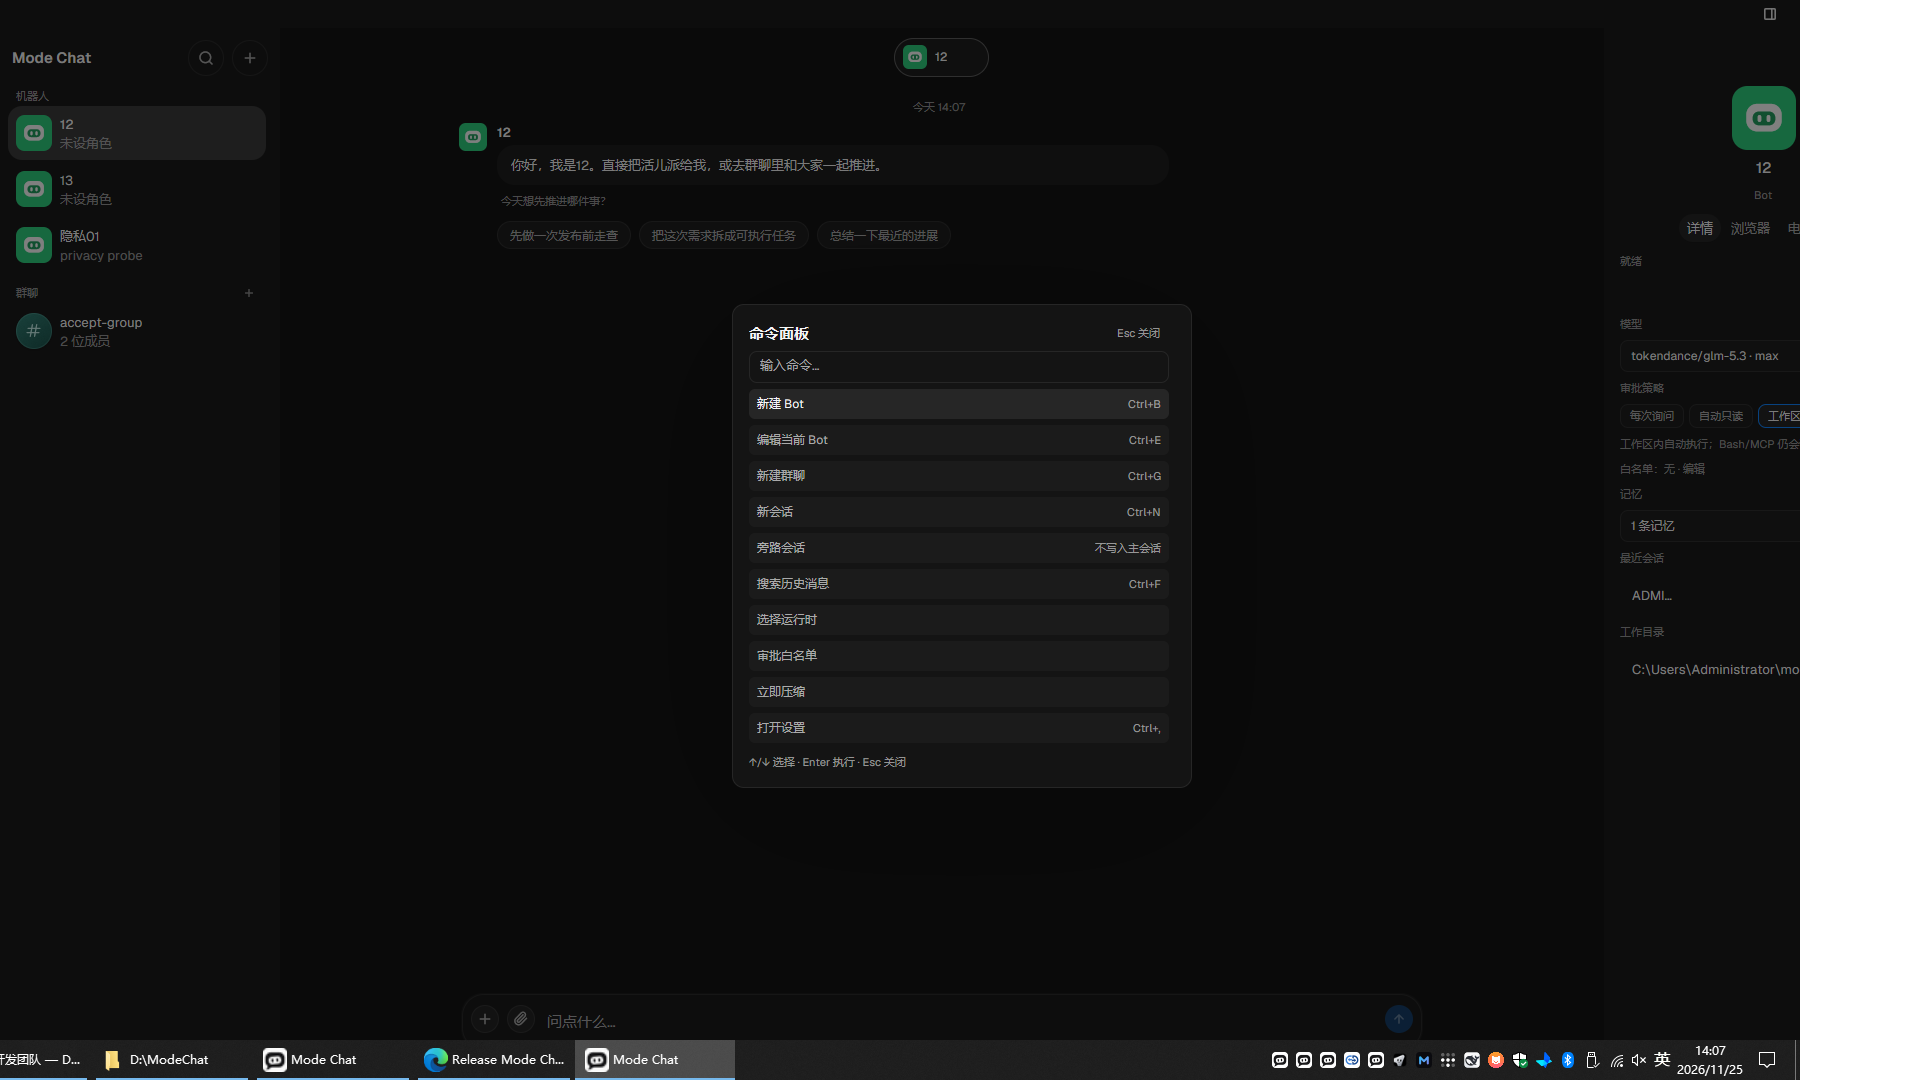 Mode Chat
机器人
12
未设角色
13
未设角色
隐私01
privacy probe
群聊
accept-group
2 位成员
12
今天 14:07
12
你好，我是12。直接把活儿派给我，或去群聊里和大家一起推进。
今天想先推进哪件事？
先做一次发布前走查
把这次需求拆成可执行任务
总结一下最近的进展
命令面板
Esc 关闭
输入命令...
新建 Bot
Ctrl+B
编辑当前 Bot
Ctrl+E
新建群聊
Ctrl+G
新会话
Ctrl+N
旁路会话
不写入主会话
搜索历史消息
Ctrl+F
选择运行时
审批白名单
立即压缩
打开设置
Ctrl+,
↑/↓ 选择 · Enter 执行 · Esc 关闭
问点什么...
12
Bot
详情
浏览器
电
就绪
模型
tokendance/glm-5.3 · max
审批策略
每次询问
自动只读
工作区
工作区内自动执行；Bash/MCP 仍会
白名单：无 · 编辑
记忆
1 条记忆
最近会话
ADMI...
工作目录
C:\Users\Administrator\mo
开发团队 — D...
D:\ModeChat
Mode Chat
Release Mode Ch...
Mode Chat
英
14:07
2026/11/25